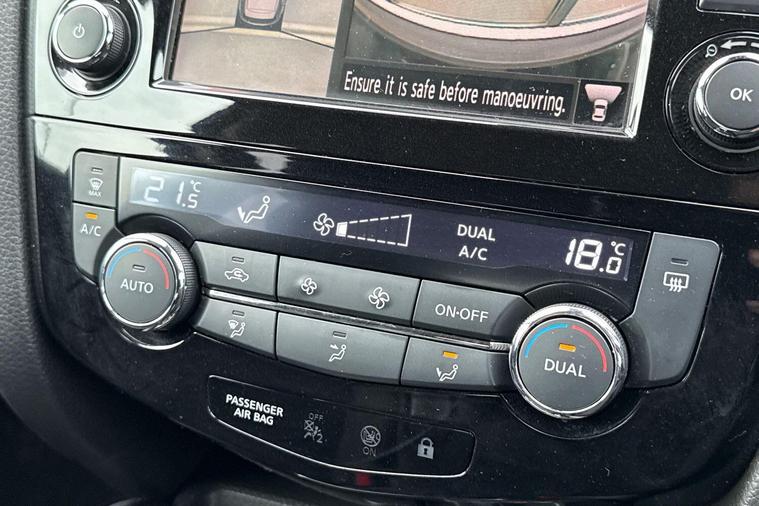 Ensure it is safe before manoeuvring.
OK
MAX
A/C
21.5°C
DUAL
A/C
18.0°C
AUTO
ON·OFF
DUAL
PASSENGER
AIR BAG
OFF
2
ON